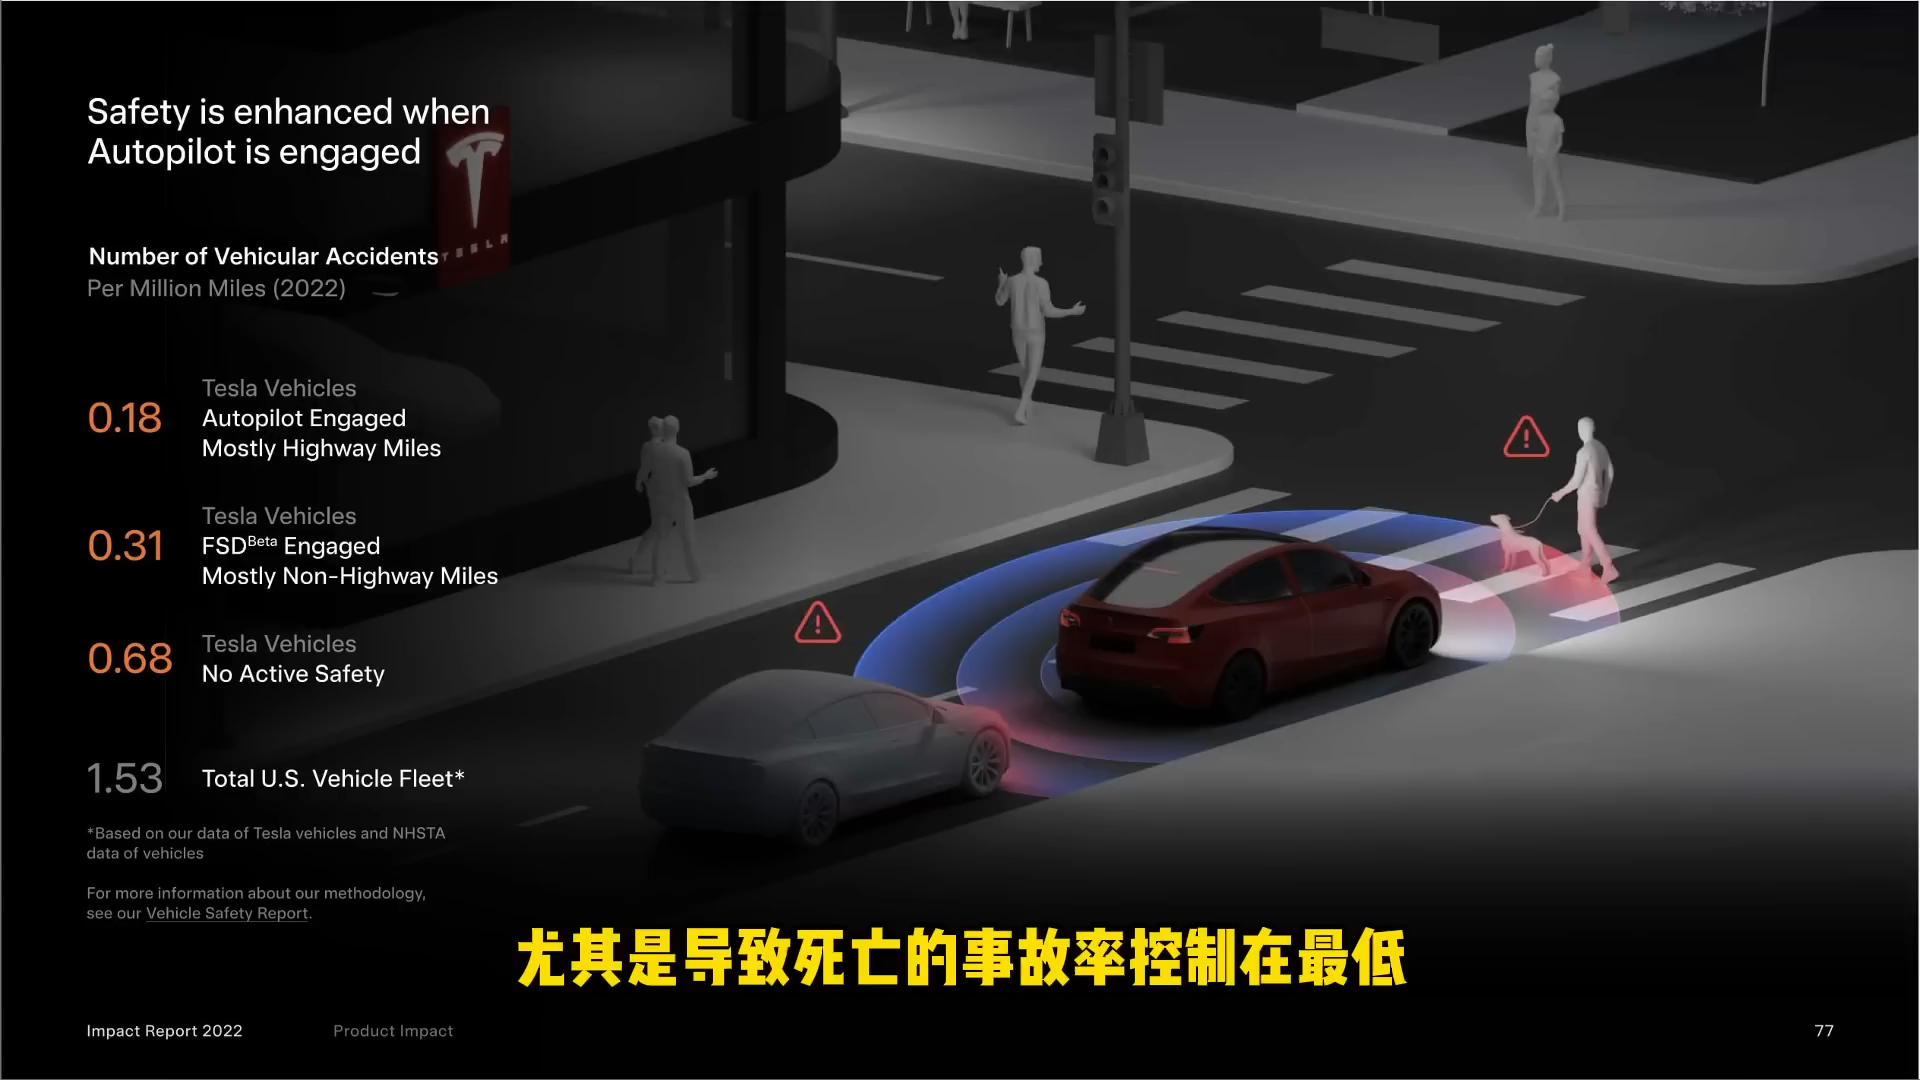 Safety is enhanced when
Autopilot is engaged
TESLA
Number of Vehicular Accidents
Per Million Miles (2022)
0.18
Tesla Vehicles
Autopilot Engaged
Mostly Highway Miles
0.31
Tesla Vehicles
FSDBeta Engaged
Mostly Non-Highway Miles
0.68
Tesla Vehicles
No Active Safety
1.53
Total U.S. Vehicle Fleet*
*Based on our data of Tesla vehicles and NHSTA
data of vehicles
For more information about our methodology,
see our Vehicle Safety Report.
尤其是导致死亡的事故率控制在最低
Impact Report 2022
Product Impact
77